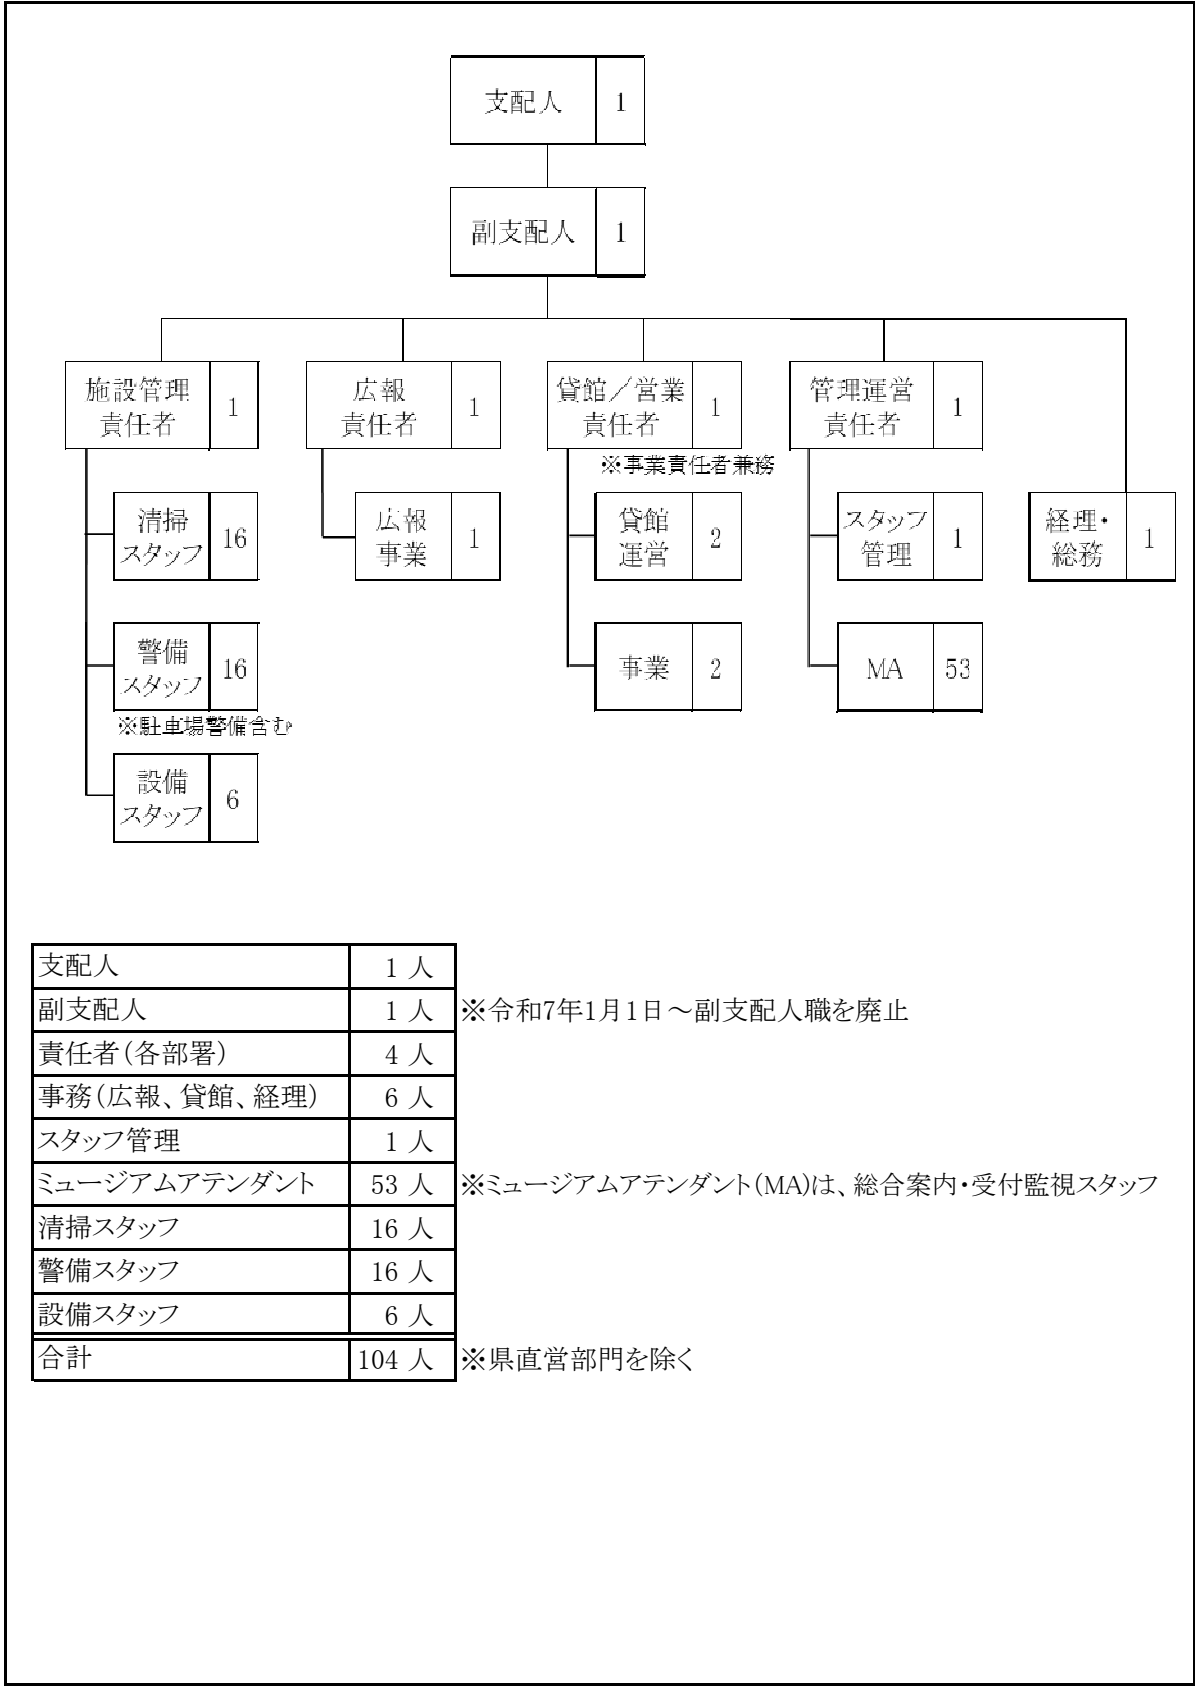 支配人 1
副支配人 1
施設管理 広報 貸館／営業 管理運営
責任者 1 責任者 1 責任者 1 責任者 1
※事業責任者兼務
清掃 広報 貸館 スタッフ 経理・
スタッフ 16 事業 1 運営 2 管理 1 総務 1
警備
スタッフ 16 事業 2 MA 53
※駐車場警備含む
設備
スタッフ 6
支配人 1 人
副支配人 1 人 ※令和7年1月1日～副支配人職を廃止
責任者（各部署） 4 人
事務（広報、貸館、経理） 6 人
スタッフ管理 1 人
ミュージアムアテンダント 53 人 ※ミュージアムアテンダント（MA)は、総合案内・受付監視スタッフ
清掃スタッフ 16 人
警備スタッフ 16 人
設備スタッフ 6 人
合計 104 人 ※県直営部門を除く